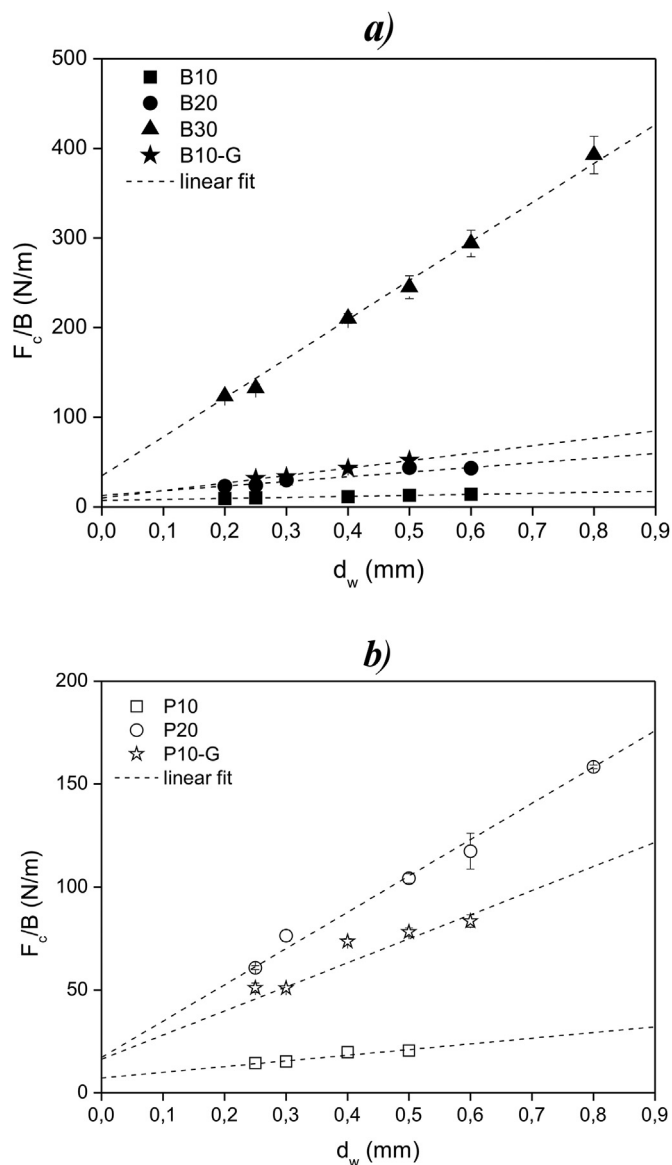 a)
500
B10
B20
400
B30
B10-G
linear fit
300
F_c/B (N/m)
200
100
0
0,0 0,1 0,2 0,3 0,4 0,5 0,6 0,7 0,8 0,9
d_w (mm)
b)
200
P10
P20
P10-G
150
linear fit
F_c/B (N/m)
100
50
0
0,0 0,1 0,2 0,3 0,4 0,5 0,6 0,7 0,8 0,9
d_w (mm)